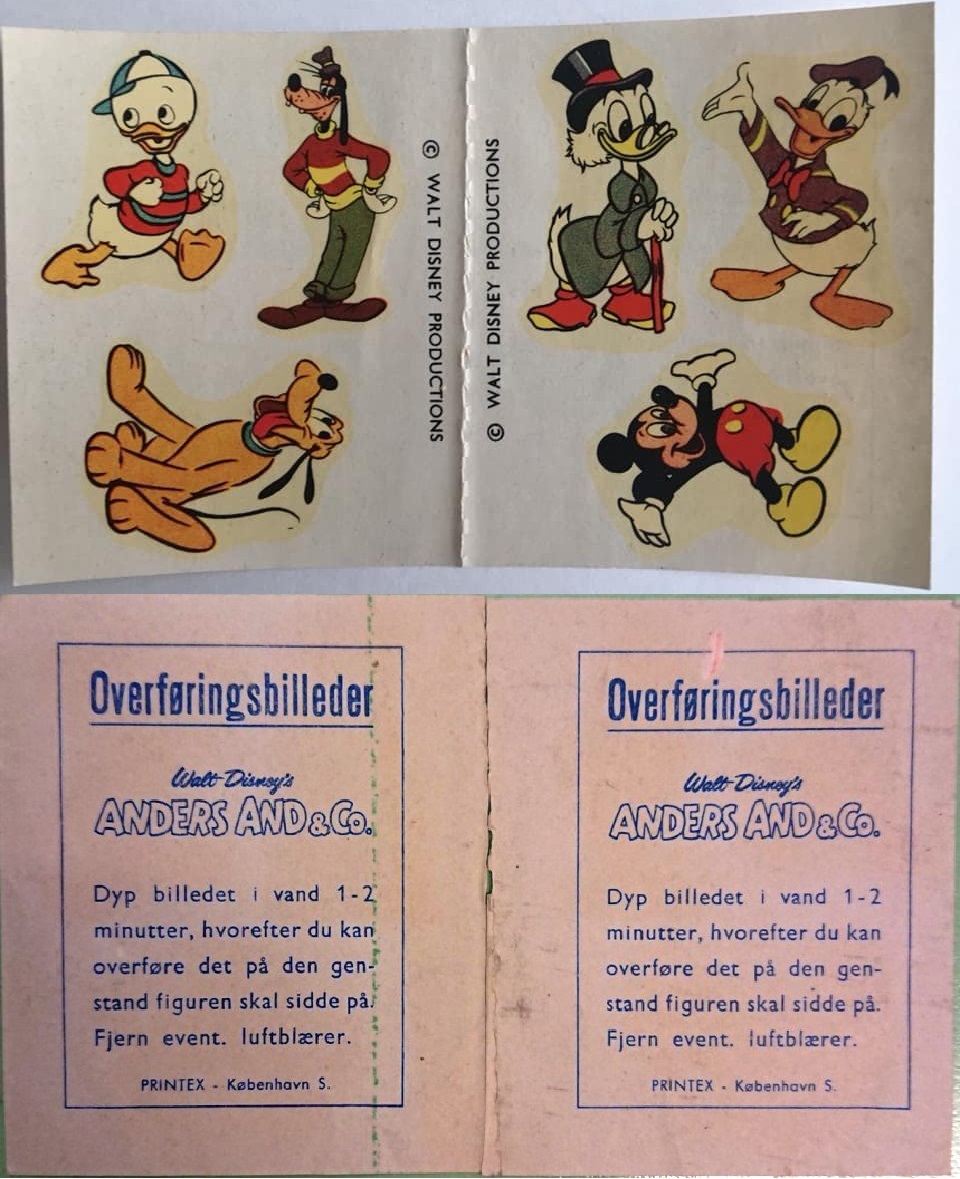 © WALT DISNEY PRODUCTIONS
© WALT DISNEY PRODUCTIONS
Overføringsbilleder
Walt Disney's
ANDERS AND & Co.
Dyp billedet i vand 1-2
minutter, hvorefter du kan
overføre det på den gen-
stand figuren skal sidde på.
Fjern event. luftblærer.
PRINTEX - København S.
Overføringsbilleder
Walt Disney's
ANDERS AND & Co.
Dyp billedet i vand 1-2
minutter, hvorefter du kan
overføre det på den gen-
stand figuren skal sidde på.
Fjern event. luftblærer.
PRINTEX - København S.